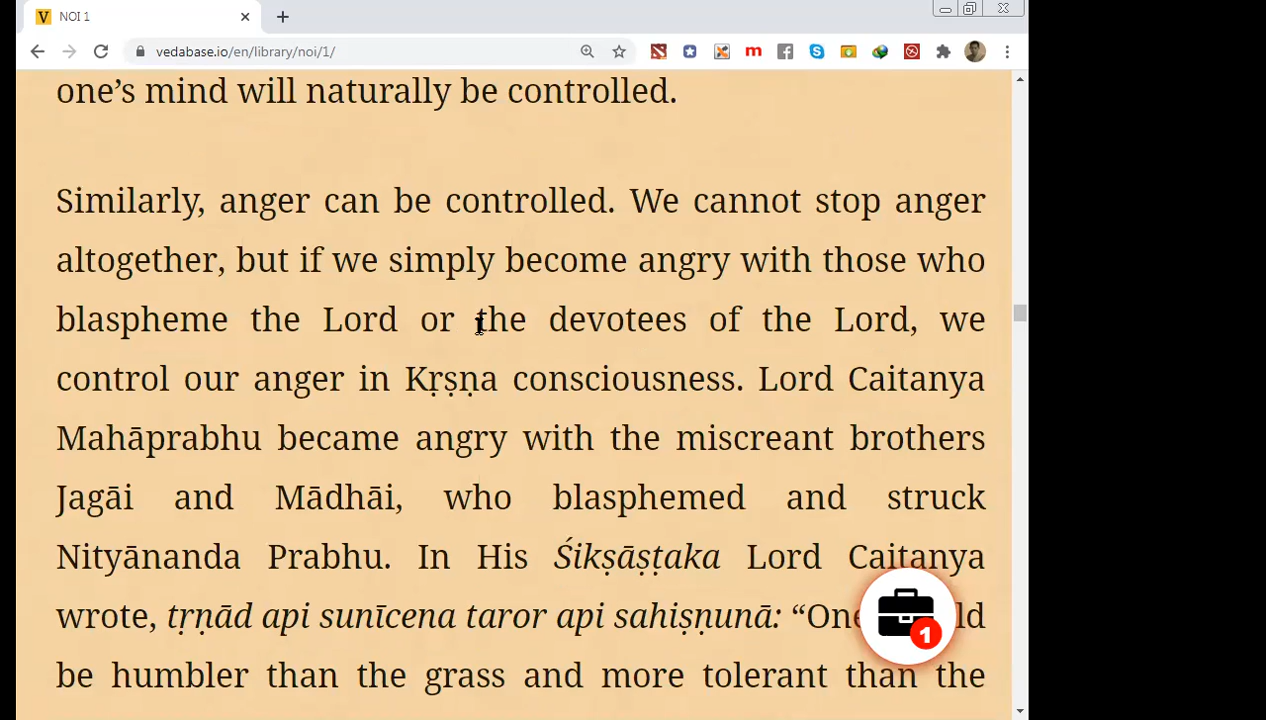 V NOI 1
vedabase.io/en/library/noi/1/
m
one’s mind will naturally be controlled.
Similarly, anger can be controlled. We cannot stop anger
altogether, but if we simply become angry with those who
blaspheme the Lord or the devotees of the Lord, we
control our anger in Kṛṣṇa consciousness. Lord Caitanya
Mahāprabhu became angry with the miscreant brothers
Jagāi and Mādhāi, who blasphemed and struck
Nityānanda Prabhu. In His Śikṣāṣṭaka Lord Caitanya
wrote, tṛṇād api sunīcena taror api sahiṣṇunā: “One
be humbler than the grass and more tolerant than the
1